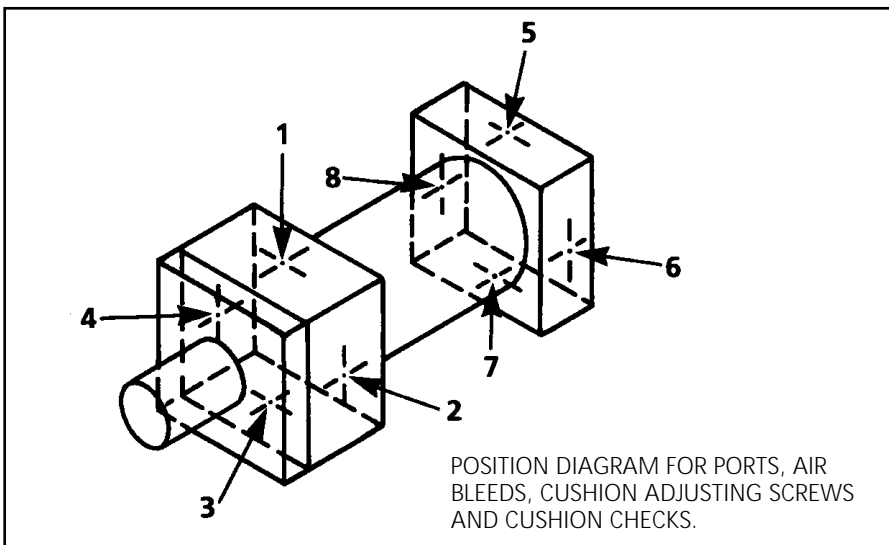 5
1
8
6
4
7
2
3
POSITION DIAGRAM FOR PORTS, AIR
BLEEDS, CUSHION ADJUSTING SCREWS
AND CUSHION CHECKS.